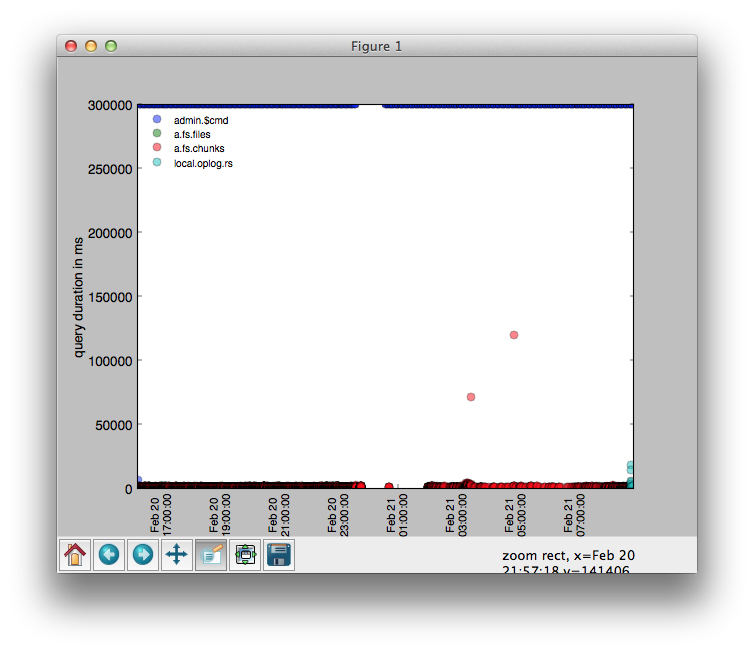 Figure 1
300000
admin.$cmd
a.fs.files
a.fs.chunks
local.oplog.rs
250000
200000
150000
100000
50000
0
query duration in ms
Feb 20
17:00:00
Feb 20
19:00:00
Feb 20
21:00:00
Feb 20
23:00:00
Feb 21
01:00:00
Feb 21
03:00:00
Feb 21
05:00:00
Feb 21
07:00:00
zoom rect, x=Feb 20
21:57:18 y=141406